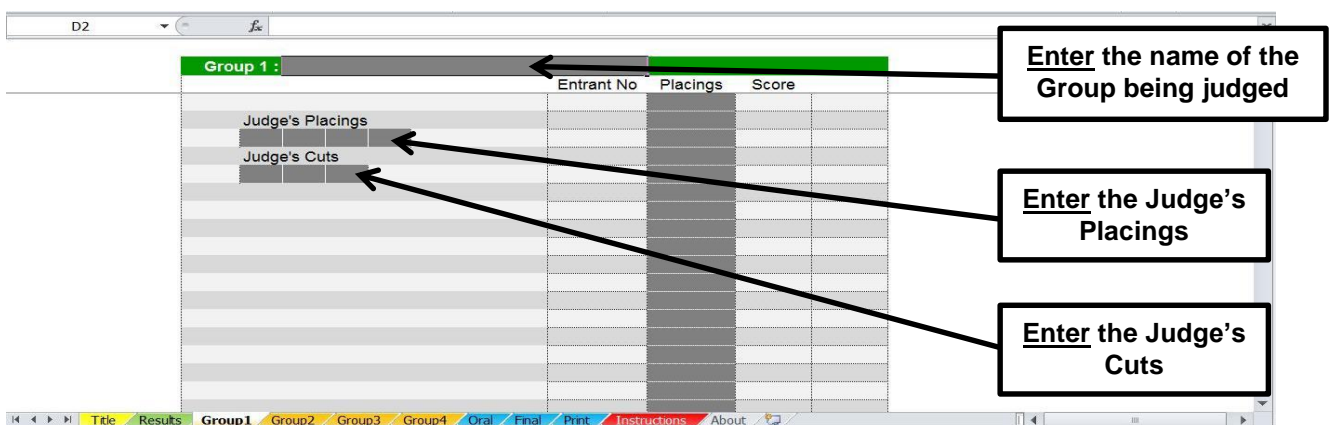 D2 fx
Group 1 :
Entrant No Placings Score
Judge's Placings
Judge's Cuts
Enter the name of the
Group being judged
Enter the Judge’s
Placings
Enter the Judge’s
Cuts
Title Results Group1 Group2 Group3 Group4 Oral Final Print Instructions About